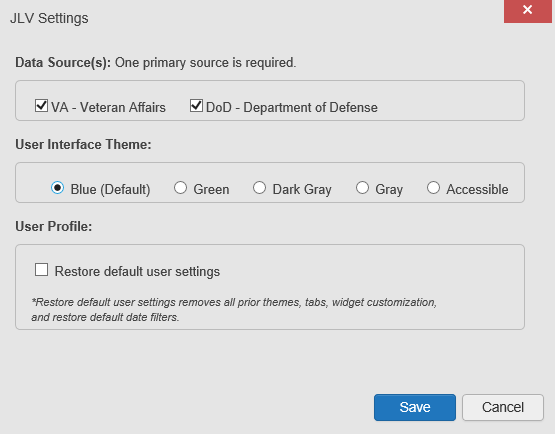 JLV Settings
Data Source(s): One primary source is required.
VA - Veteran Affairs DoD - Department of Defense
User Interface Theme:
Blue (Default) Green Dark Gray Gray Accessible
User Profile:
Restore default user settings
*Restore default user settings removes all prior themes, tabs, widget customization,
and restore default date filters.
Save Cancel